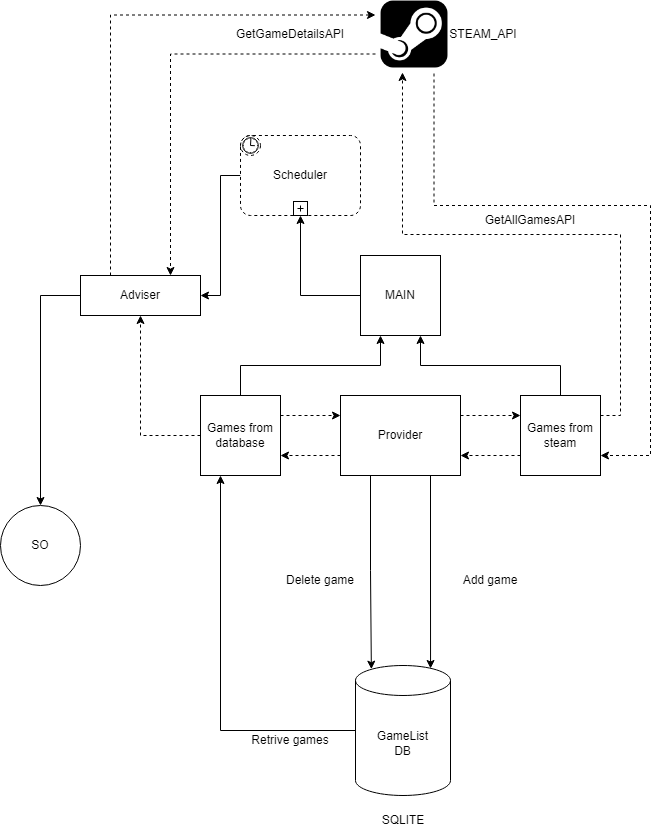 GetGameDetailsAPI
STEAM_API
Scheduler
GetAllGamesAPI
Adviser
MAIN
Games from
database
Provider
Games from
steam
SO
Delete game
Add game
Retrive games
GameList
DB
SQLITE